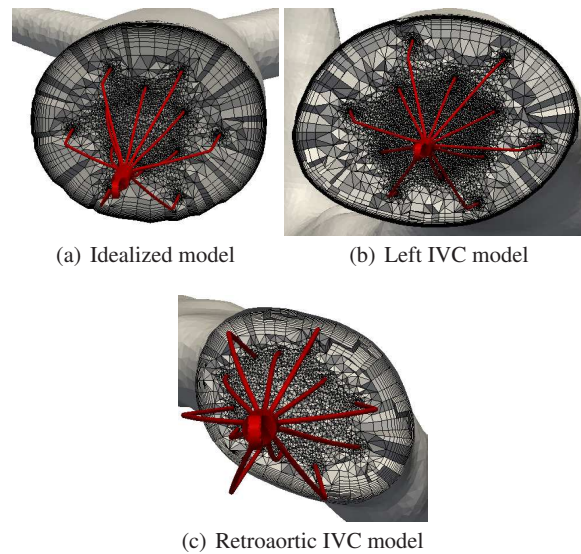 (a) Idealized model
(b) Left IVC model
(c) Retroaortic IVC model